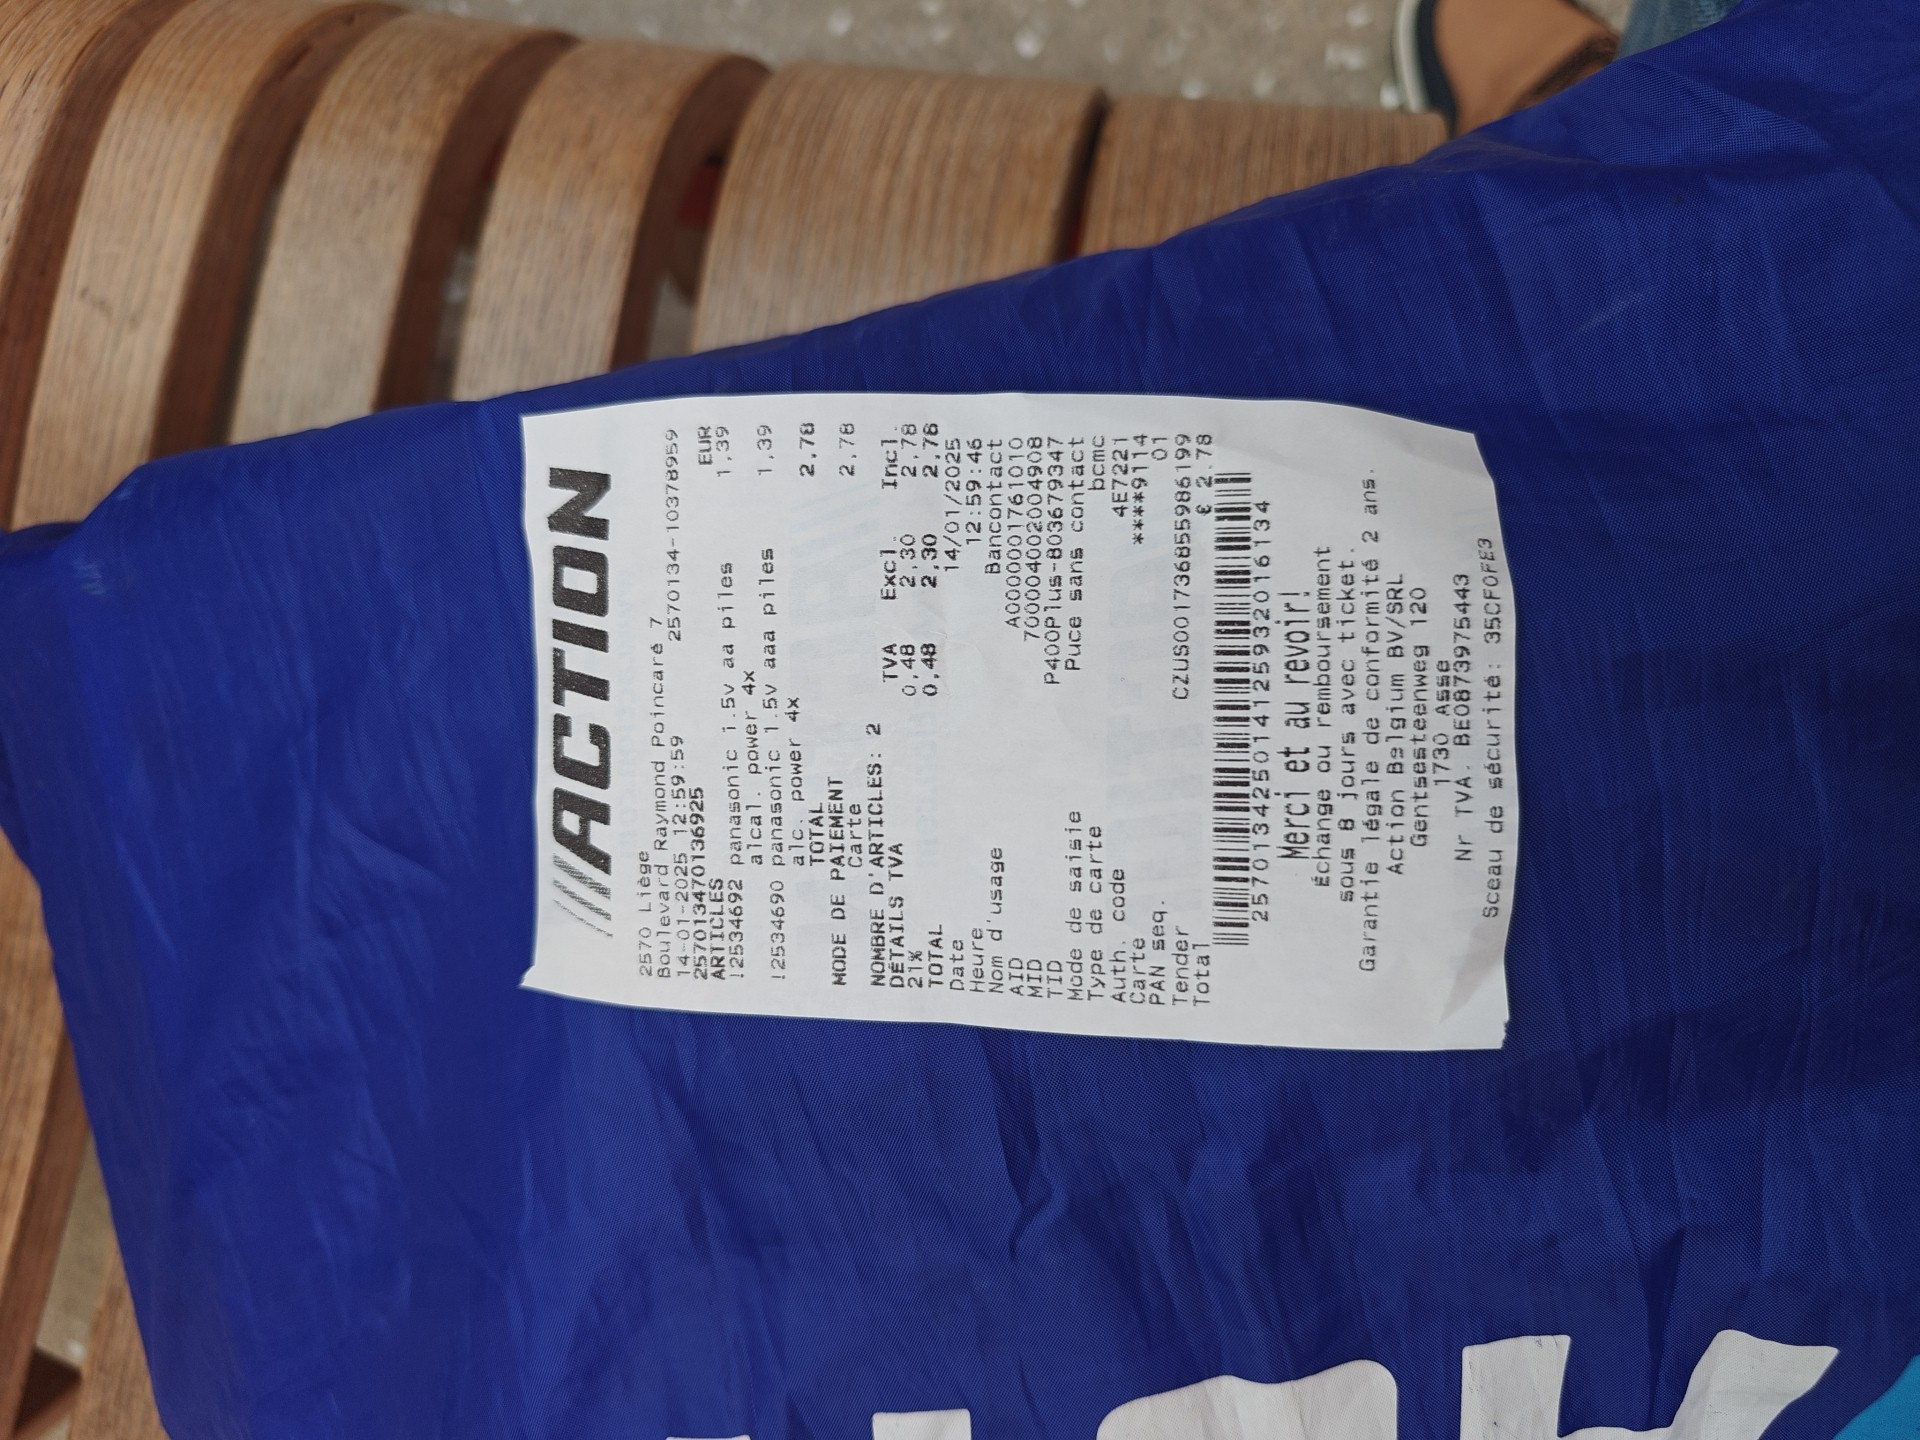 ///ACTION
2570 Liège
Boulevard Raymond Poincaré 7
14-01-2025 12:59:59 2570134-10378959
257013470136925
ARTICLES EUR
!2534692 panasonic 1.5v aa piles 1,39
alcal. power 4x
!2534690 panasonic 1.5v aaa piles 1,39
alc. power 4x
TOTAL 2,78
MODE DE PAIEMENT
Carte 2,78
NOMBRE D'ARTICLES: 2
DÉTAILS TVA TVA Excl. Incl.
21% 0,48 2,30 2,78
TOTAL 0,48 2,30 2,78
Date 14/01/2025
Heure 12:59:46
Nom d'usage Bancontact
AID A0000001761010
MID 700004002004908
TID P400Plus-803679347
Mode de saisie Puce sans contact
Type de carte bcmc
Auth. code 4E7221
Carte ****9114
PAN seq. 01
Tender CZUS001736855986199
Total € 2.78
257013425014125932016134
Merci et au revoir!
Échange ou remboursement
sous 8 jours avec ticket.
Garantie légale de conformité 2 ans.
Action Belgium BV/SRL
Gentsesteenweg 120
1730 Asse
Nr TVA. BE0873975443
Sceau de sécurité: 35CF0FE3